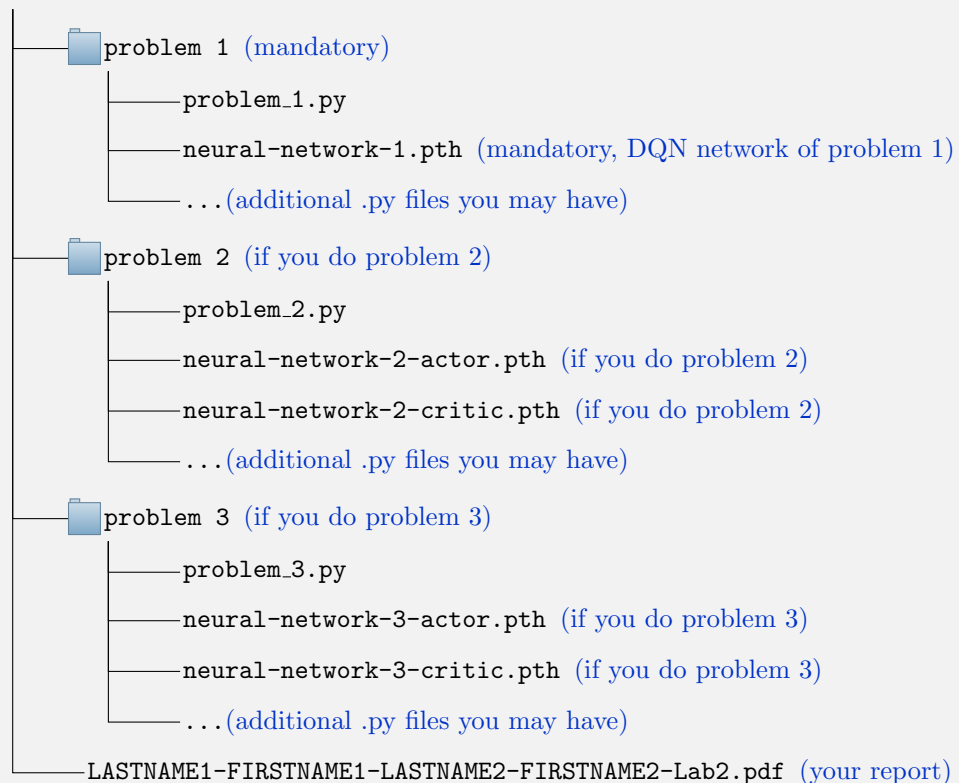 problem 1 (mandatory)
problem_1.py
neural-network-1.pth (mandatory, DQN network of problem 1)
...(additional .py files you may have)
problem 2 (if you do problem 2)
problem_2.py
neural-network-2-actor.pth (if you do problem 2)
neural-network-2-critic.pth (if you do problem 2)
...(additional .py files you may have)
problem 3 (if you do problem 3)
problem_3.py
neural-network-3-actor.pth (if you do problem 3)
neural-network-3-critic.pth (if you do problem 3)
...(additional .py files you may have)
LASTNAME1-FIRSTNAME1-LASTNAME2-FIRSTNAME2-Lab2.pdf (your report)